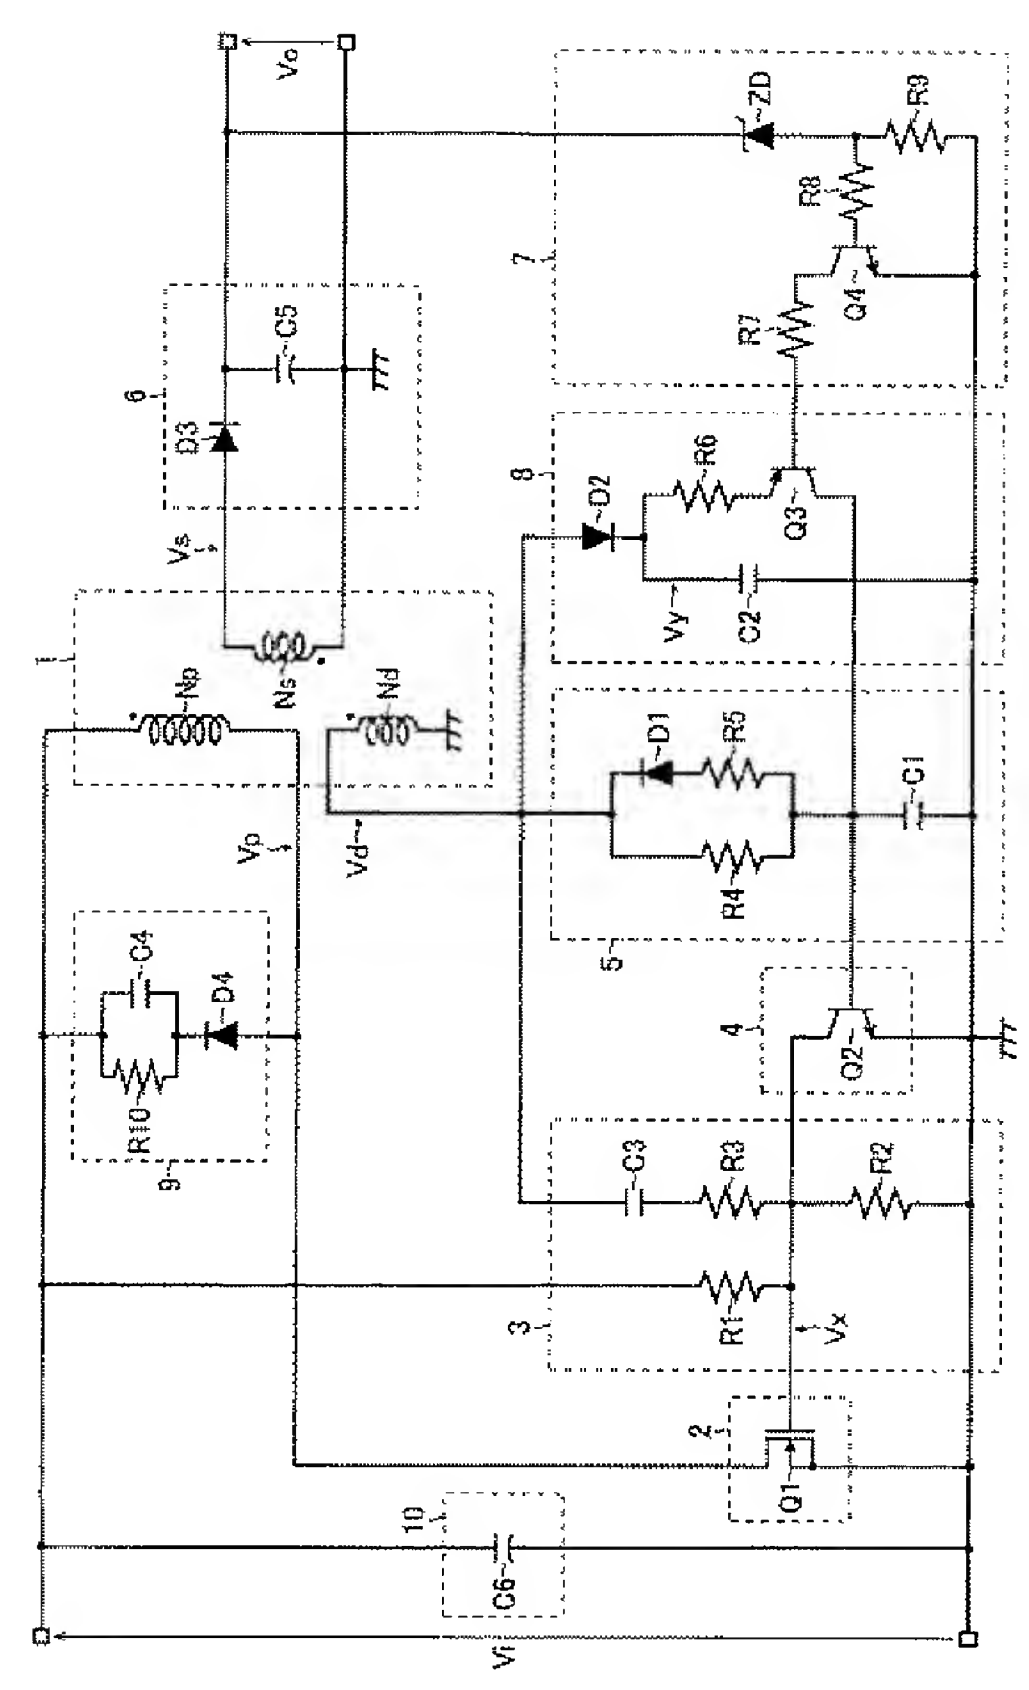 Vi
10
C6
2
Q1
3
R1
Vx
C3
R3
R2
9
R10
C4
D4
4
Q2
Vp
Vd
5
R4
D1
R5
C1
1
Np
Ns
Nd
Vs
6
D3
C5
Vo
8
D2
Vy
C2
R6
Q3
7
R7
Q4
R8
ZD
R9